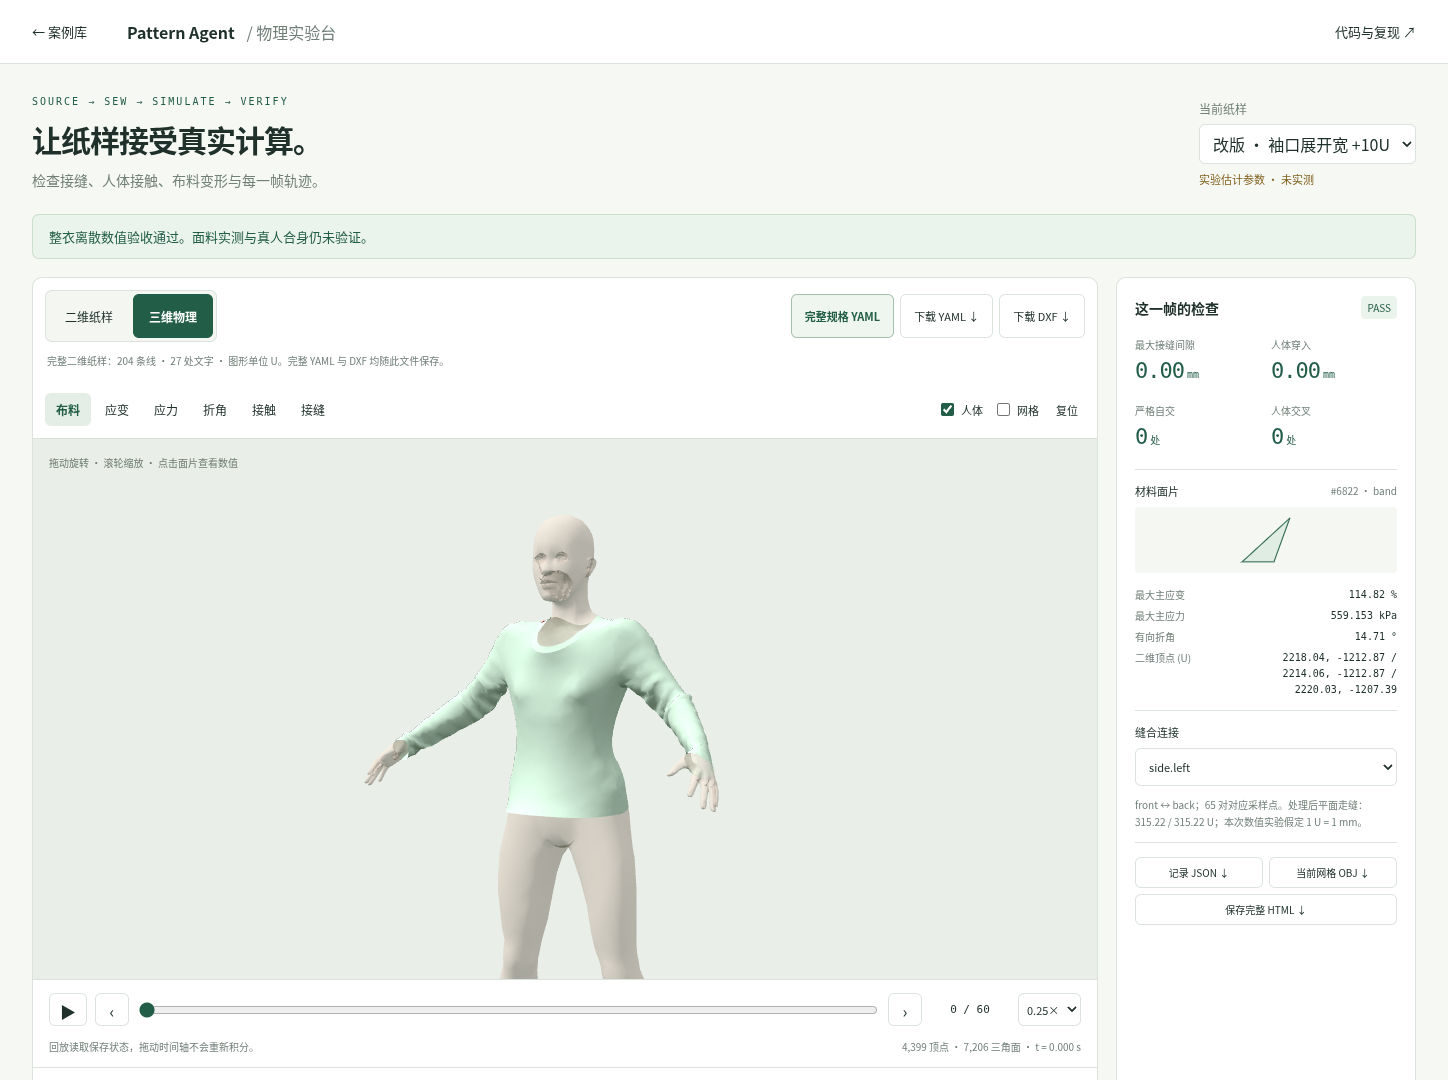 ← 案例库
Pattern Agent / 物理实验台
代码与复现 ↗
SOURCE → SEW → SIMULATE → VERIFY
让纸样接受真实计算。
检查接缝、人体接触、布料变形与每一帧轨迹。
当前纸样
改版 · 袖口展开宽 +10U
实验估计参数 · 未实测
整衣离散数值验收通过。面料实测与真人合身仍未验证。
二维纸样
三维物理
完整规格 YAML
下载 YAML ↓
下载 DXF ↓
完整二维纸样：204 条线 · 27 处文字 · 图形单位 U。完整 YAML 与 DXF 均随此文件保存。
布料
应变
应力
折角
接触
接缝
人体
网格
复位
拖动旋转 · 滚轮缩放 · 点击面片查看数值
▶
‹
›
0 / 60
0.25×
回放读取保存状态，拖动时间轴不会重新积分。
4,399 顶点 · 7,206 三角面 · t = 0.000 s
这一帧的检查
PASS
最大接缝间隙
人体穿入
0.00 mm
0.00 mm
严格自交
人体交叉
0 处
0 处
材料面片
#6822 · band
最大主应变
114.82 %
最大主应力
559.153 kPa
有向折角
14.71 °
二维顶点 (U)
2218.04, -1212.87 /
2214.06, -1212.87 /
2220.03, -1207.39
缝合连接
side.left
front ↔ back；65 对对应采样点。处理后平面走缝：
315.22 / 315.22 U；本次数值实验假定 1 U = 1 mm。
记录 JSON ↓
当前网格 OBJ ↓
保存完整 HTML ↓